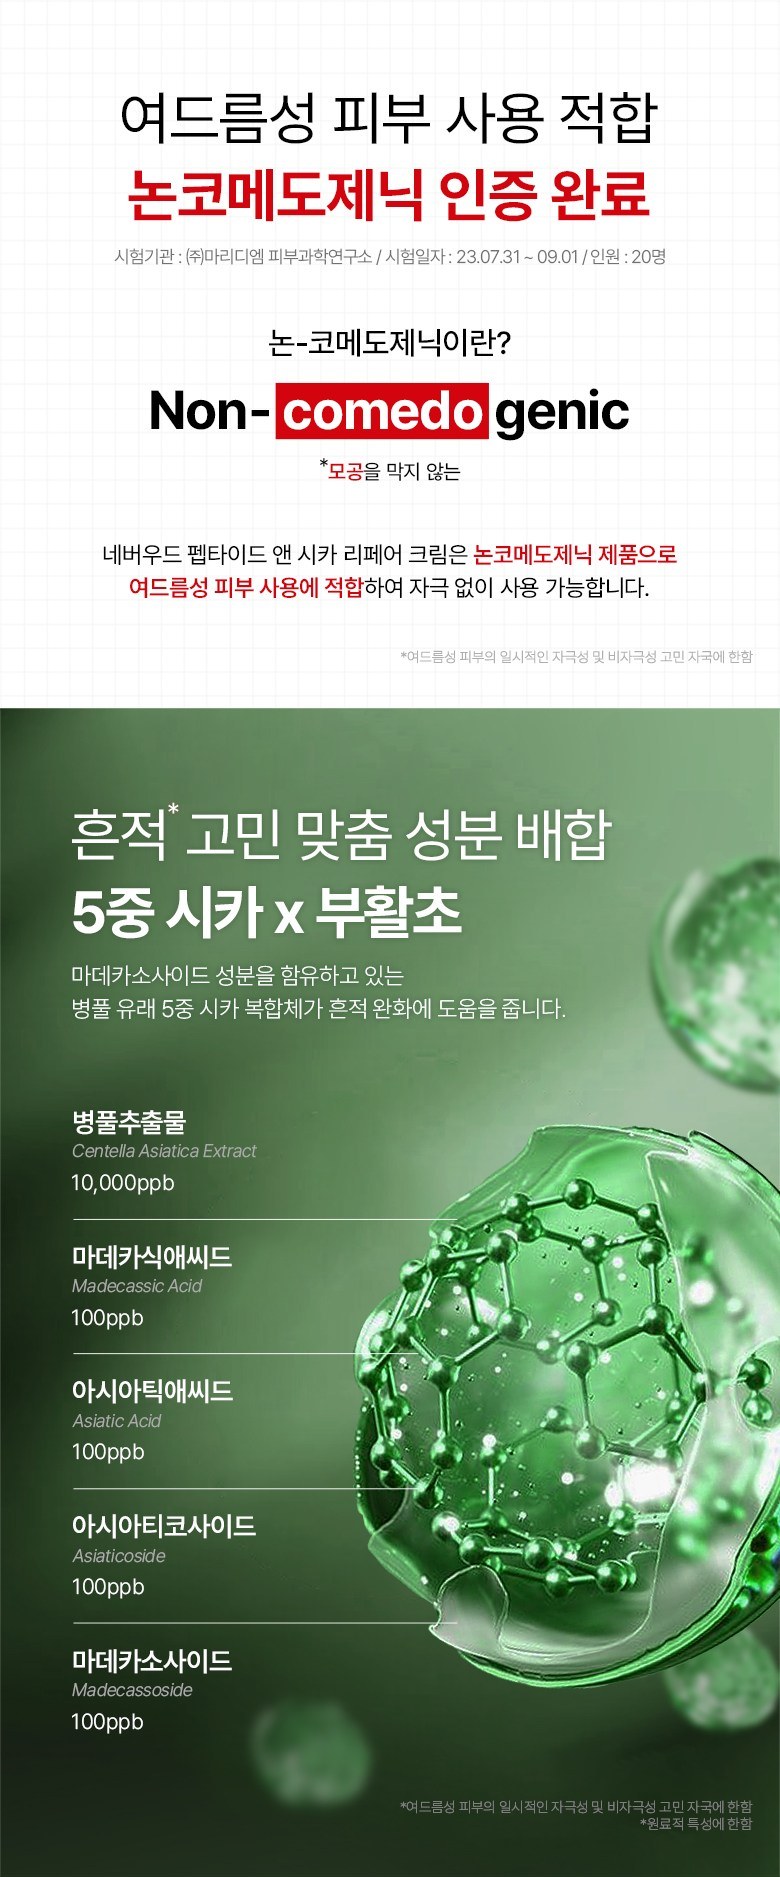 여드름성 피부 사용 적합
논코메도제닉 인증 완료
시험기관 : ㈜마리디엠 피부과학연구소 / 시험일자 : 23.07.31 ~ 09.01 / 인원 : 20명
논-코메도제닉이란?
Non-comedogenic
*모공을 막지 않는
네버우드 펩타이드 앤 시카 리페어 크림은 논코메도제닉 제품으로
여드름성 피부 사용에 적합하여 자극 없이 사용 가능합니다.
*여드름성 피부의 일시적인 자극성 및 비자극성 고민 자국에 한함
흔적* 고민 맞춤 성분 배합
5중 시카 x 부활초
마데카소사이드 성분을 함유하고 있는
병풀 유래 5중 시카 복합체가 흔적 완화에 도움을 줍니다.
병풀추출물
Centella Asiatica Extract
10,000ppb
마데카식애씨드
Madecassic Acid
100ppb
아시아틱애씨드
Asiatic Acid
100ppb
아시아티코사이드
Asiaticoside
100ppb
마데카소사이드
Madecassoside
100ppb
*여드름성 피부의 일시적인 자극성 및 비자극성 고민 자국에 한함
*원료적 특성에 한함